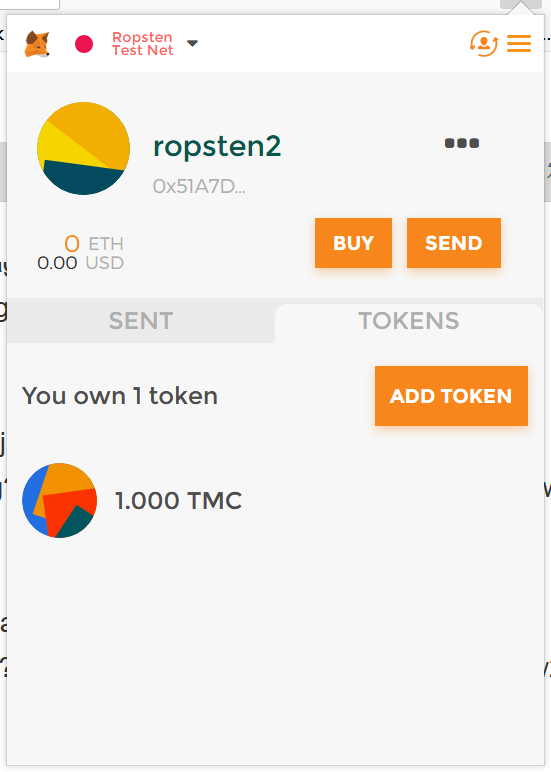 Ropsten
Test Net
ropsten2
0x51A7D...
0 ETH
0.00 USD
BUY
SEND
SENT
TOKENS
You own 1 token
ADD TOKEN
1.000 TMC